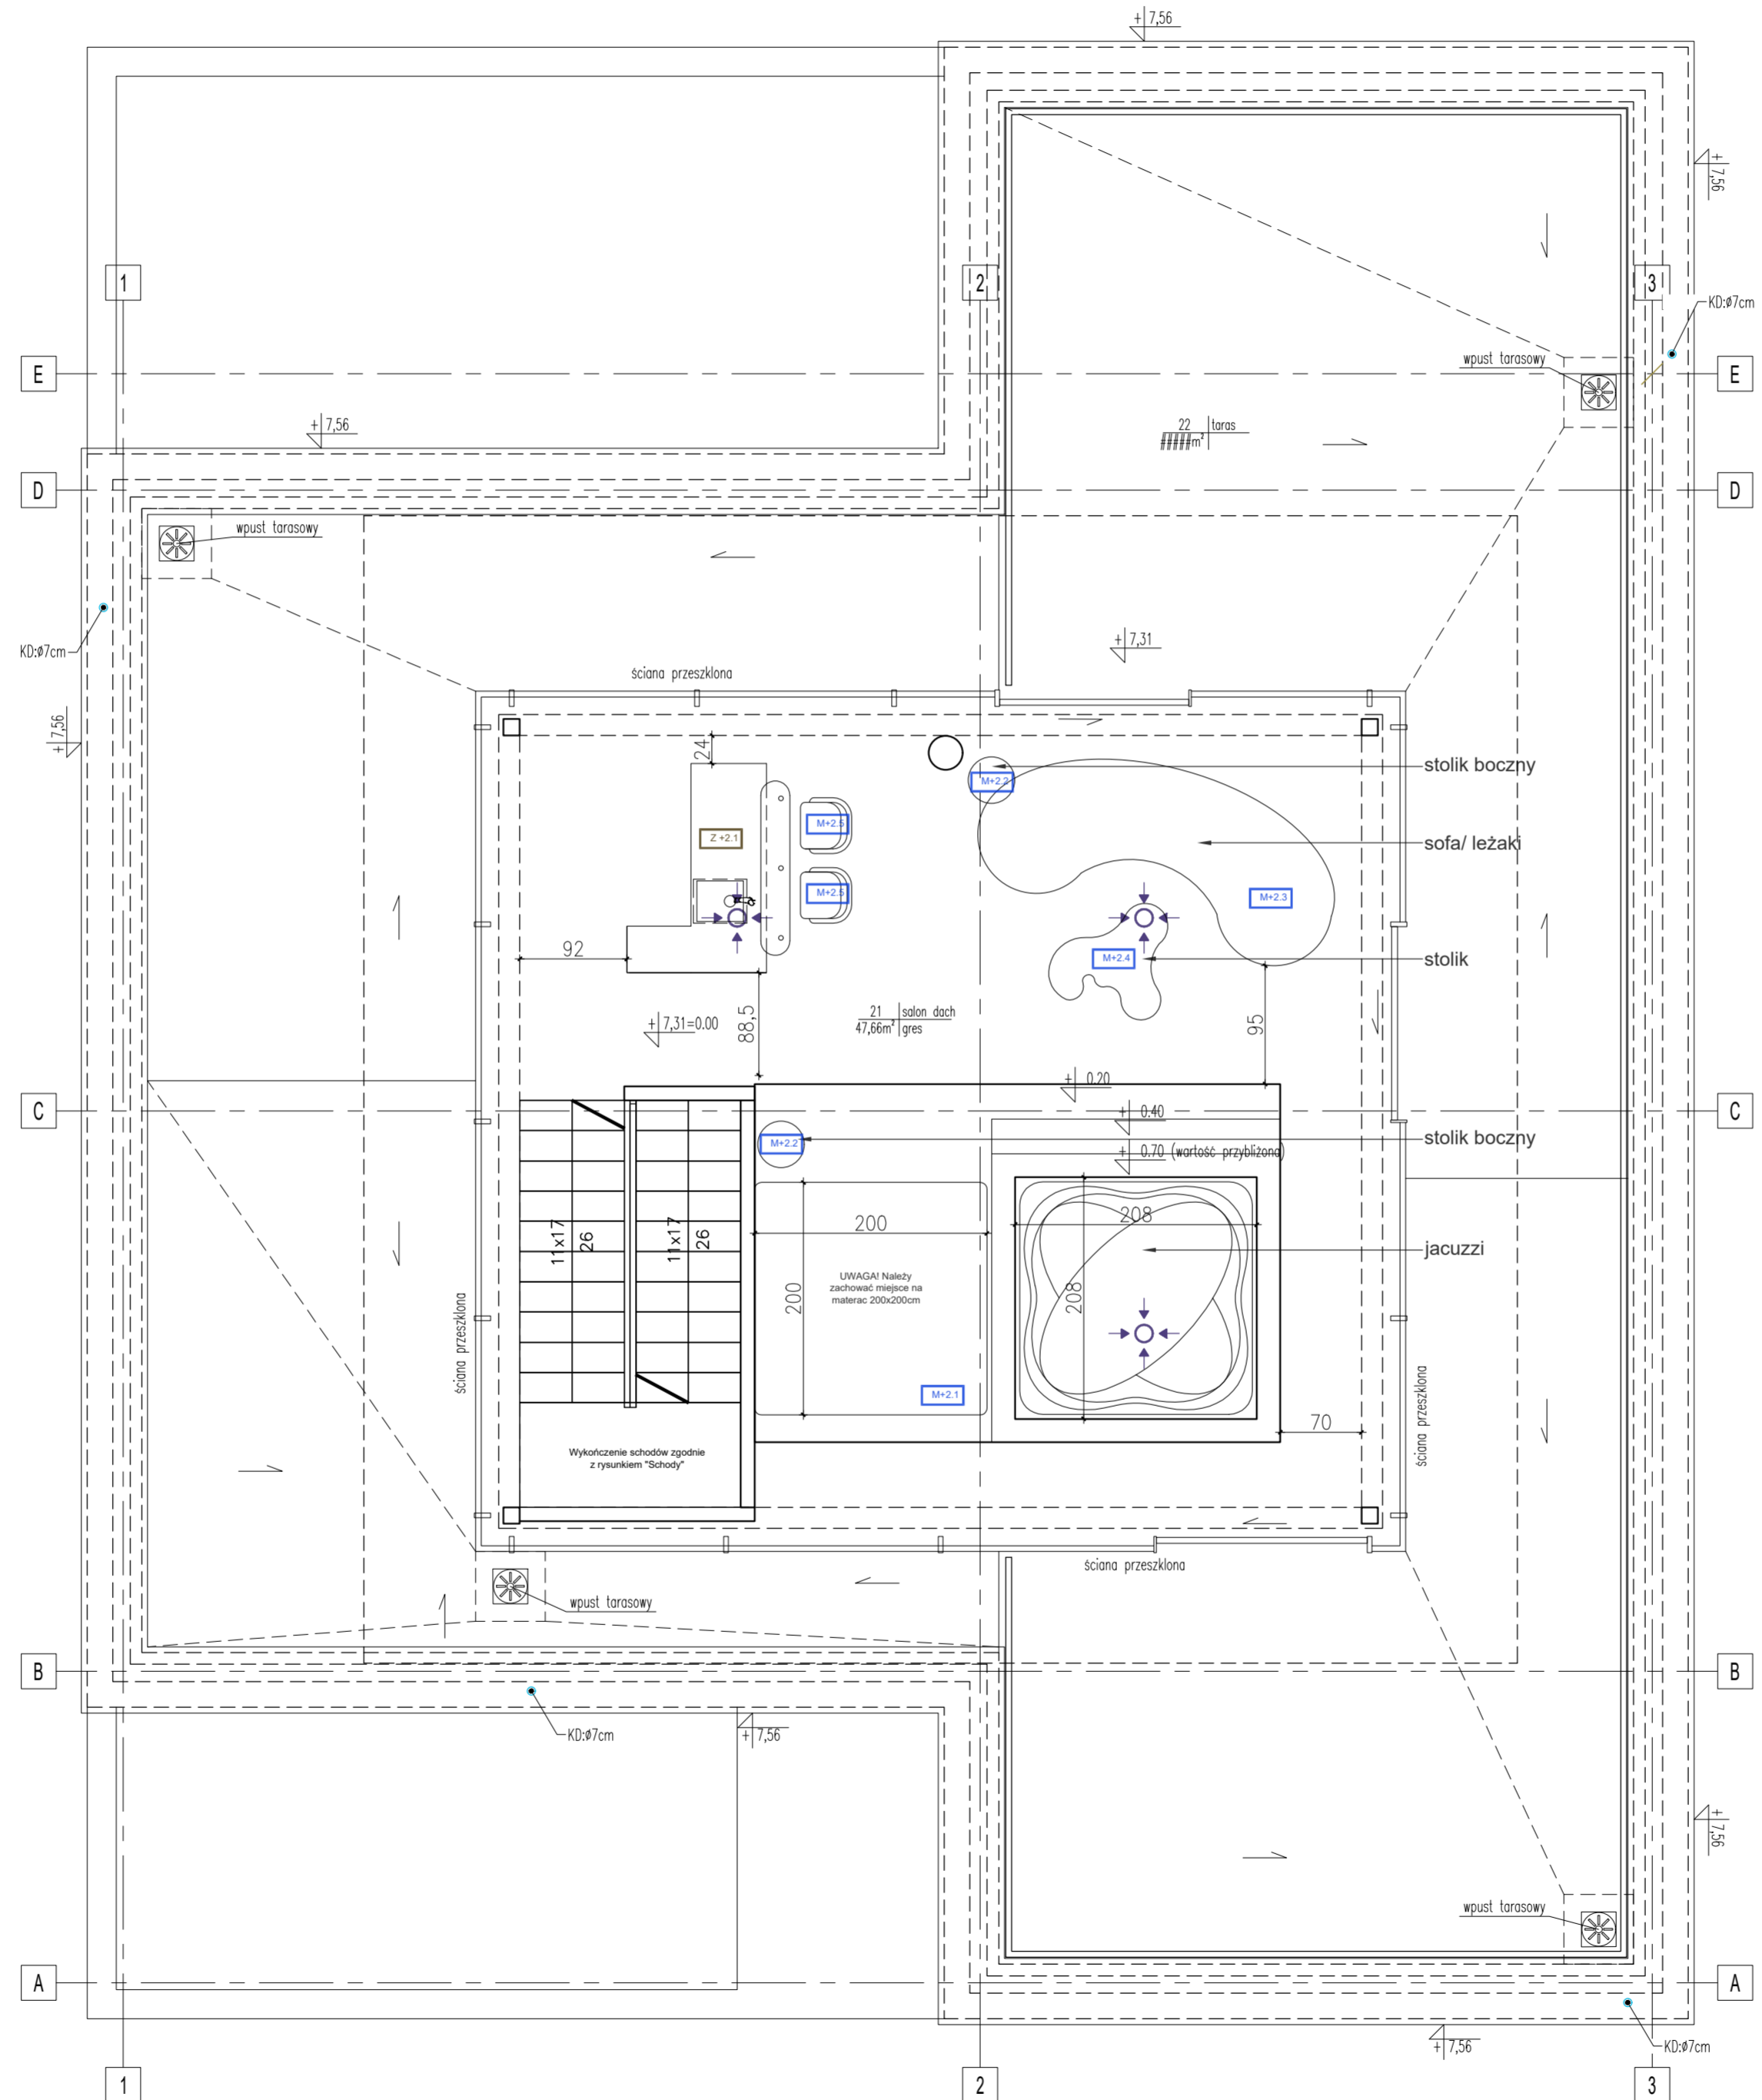 + 7,56
+ 7,56
1
2
3
KD:ø7cm
wpust tarasowy
E
E
+ 7,56
22 taras
#####m²
D
D
wpust tarasowy
KD:ø7cm
+ 7,31
ściana przeszklona
+ 7,56
24
stolik boczny
M+2.2
M+2.5
Z +2.1
sofa/ leżaki
M+2.5
M+2.3
92
M+2.4
stolik
21 salon dach
47,66m² gres
+ 7,31=0.00
88,5
95
+ 0.20
C
+ 0.40
C
M+2.2
stolik boczny
+ 0.70 (wartość przybliżona)
11x17
26
11x17
26
200
208
jacuzzi
UWAGA! Należy
zachować miejsce na
materac 200x200cm
200
208
ściana przeszklona
M+2.1
70
ściana przeszklona
Wykończenie schodów zgodnie
z rysunkiem "Schody"
ściana przeszklona
wpust tarasowy
B
B
KD:ø7cm
+ 7,56
+ 7,56
wpust tarasowy
A
A
+ 7,56
KD:ø7cm
1
2
3